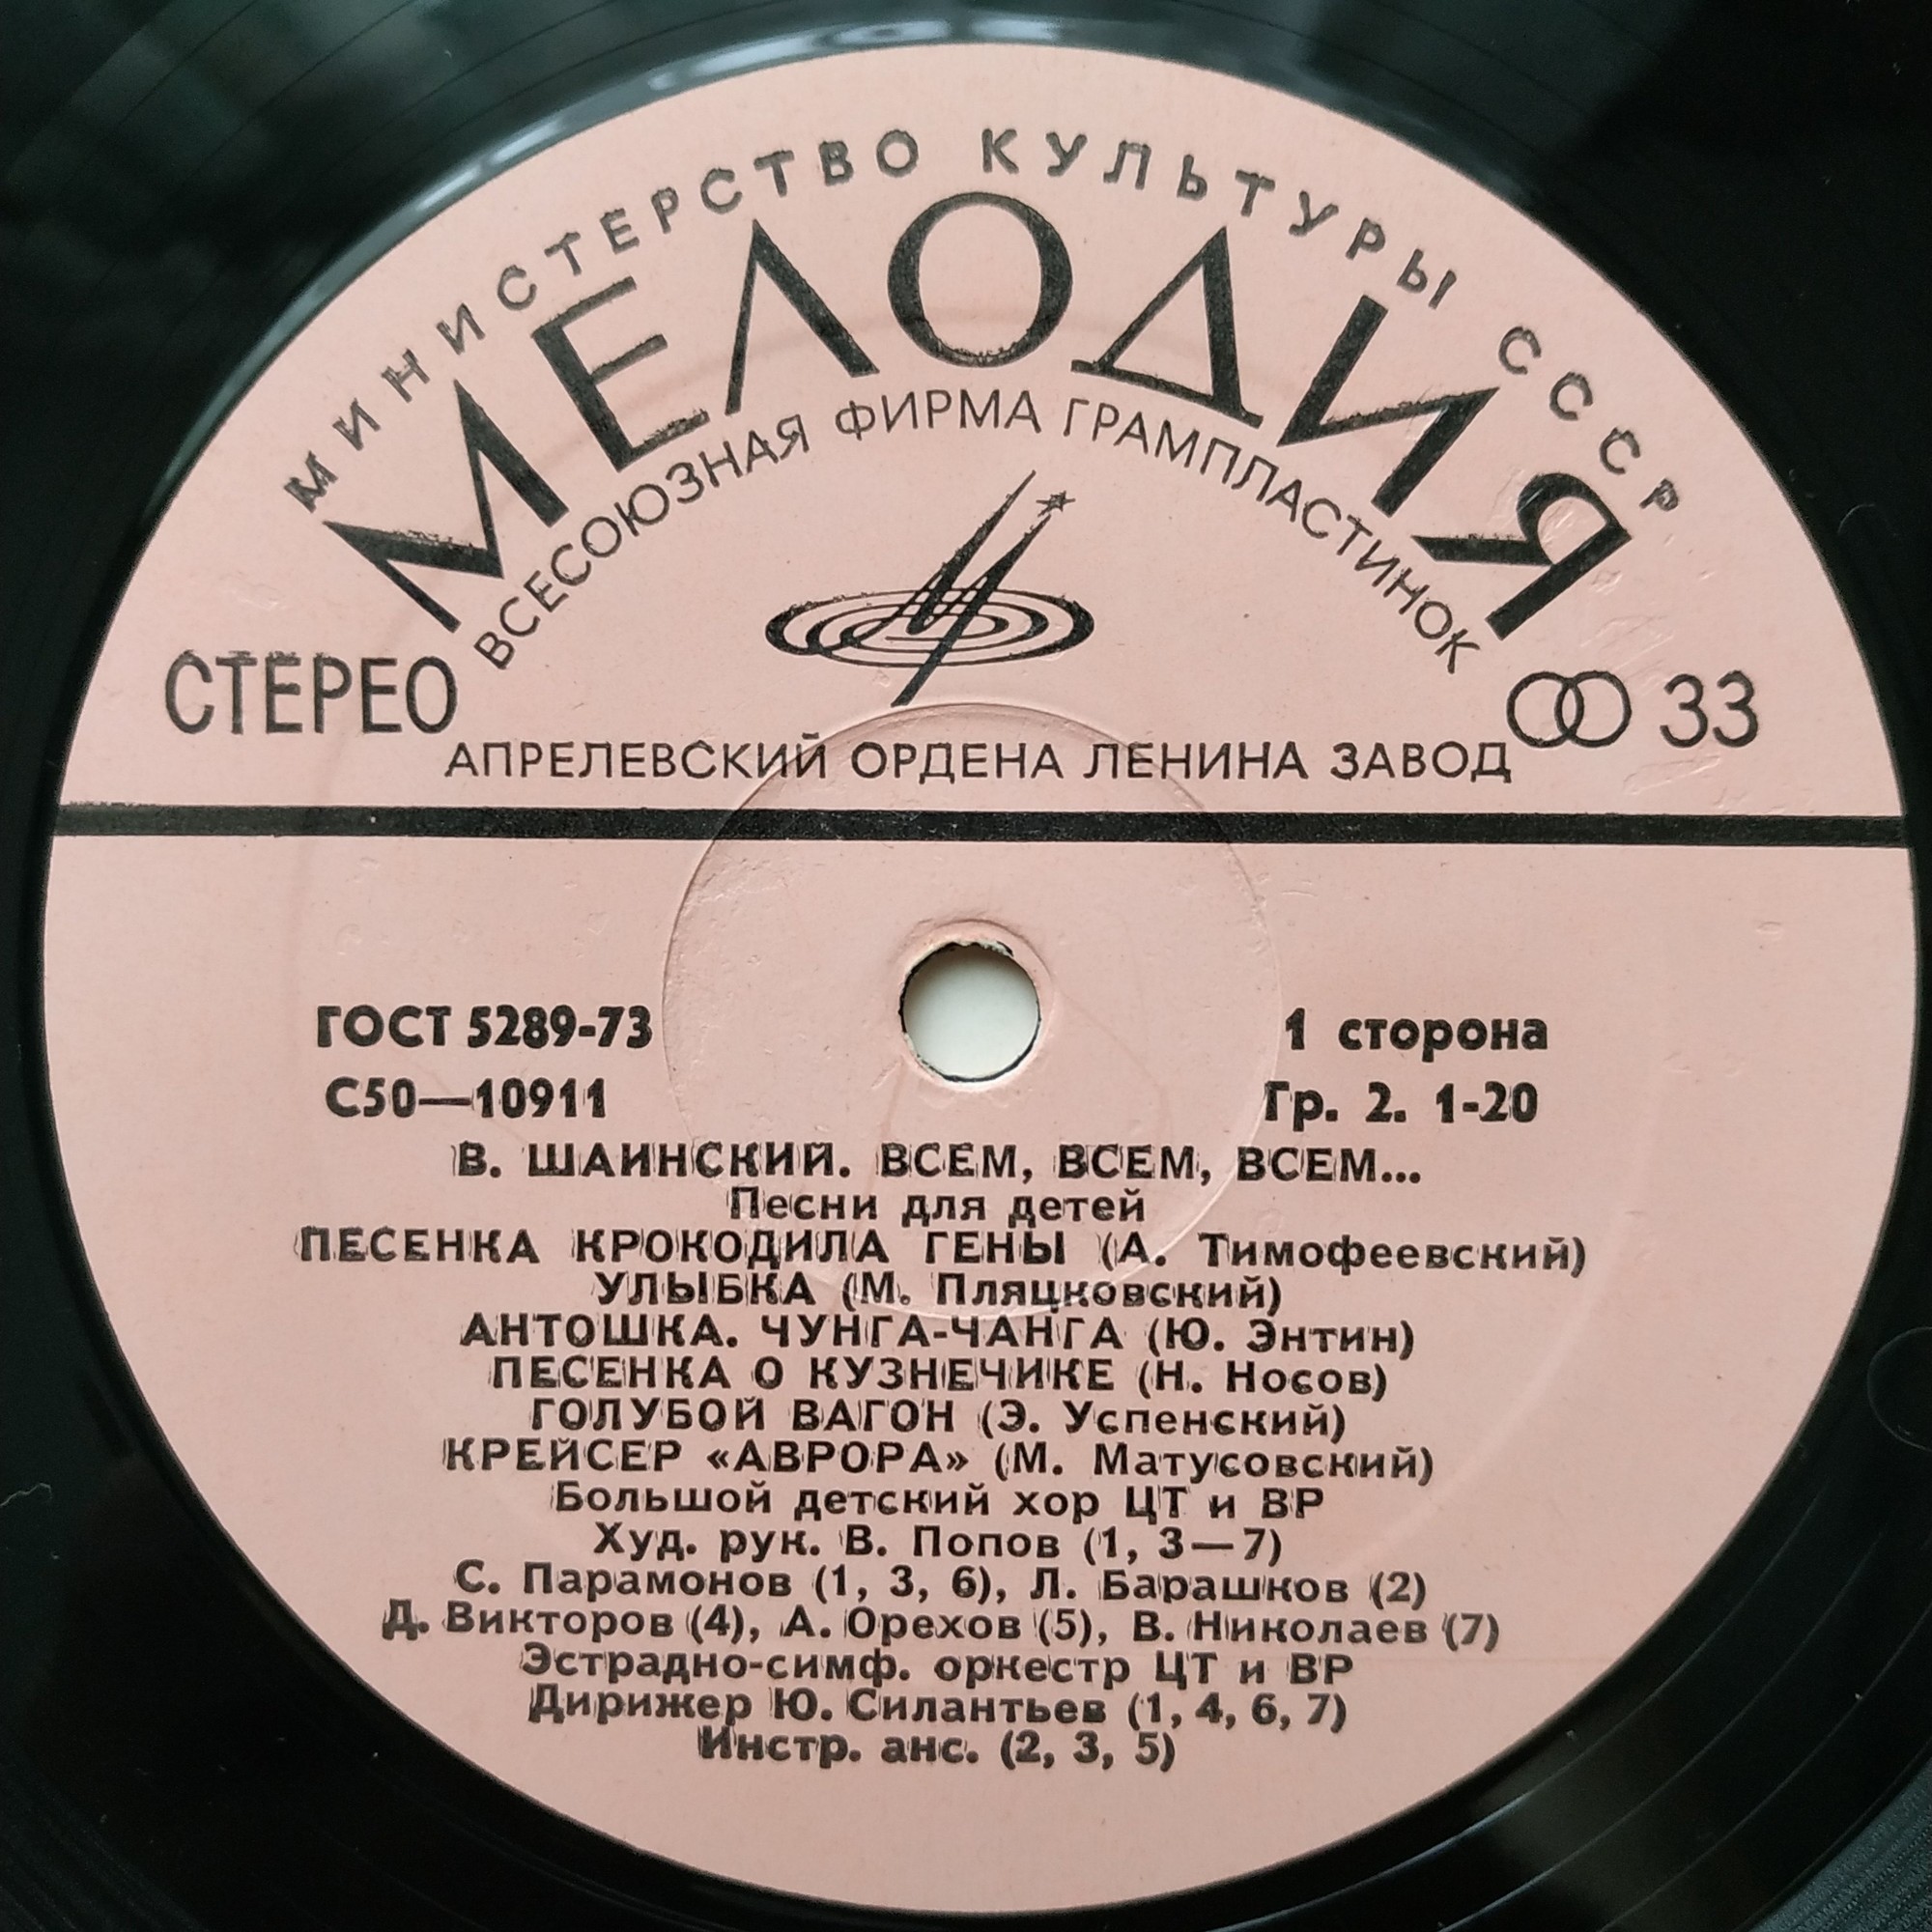 МИНИСТЕРСТВО КУЛЬТУРЫ СССР
МЕЛОДИЯ
ВСЕСОЮЗНАЯ ФИРМА ГРАМПЛАСТИНОК
СТЕРЕО
33
АПРЕЛЕВСКИЙ ОРДЕНА ЛЕНИНА ЗАВОД
ГОСТ 5289-73
1 сторона
С50—10911
Гр. 2. 1-20
В. ШАИНСКИЙ. ВСЕМ, ВСЕМ, ВСЕМ...
Песни для детей
ПЕСЕНКА КРОКОДИЛА ГЕНЫ (А. Тимофеевский)
УЛЫБКА (М. Пляцковский)
АНТОШКА. ЧУНГА-ЧАНГА (Ю. Энтин)
ПЕСЕНКА О КУЗНЕЧИКЕ (Н. Носов)
ГОЛУБОЙ ВАГОН (Э. Успенский)
КРЕЙСЕР «АВРОРА» (М. Матусовский)
Большой детский хор ЦТ и ВР
Худ. рук. В. Попов (1, 3—7)
С. Парамонов (1, 3, 6), Л. Барашков (2)
Д. Викторов (4), А. Орехов (5), В. Николаев (7)
Эстрадно-симф. оркестр ЦТ и ВР
Дирижер Ю. Силантьев (1, 4, 6, 7)
Инстр. анс. (2, 3, 5)